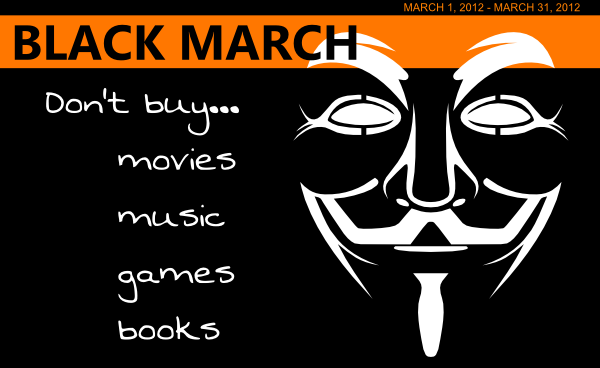 MARCH 1, 2012 - MARCH 31, 2012
BLACK MARCH
Don't buy...
movies
music
games
books